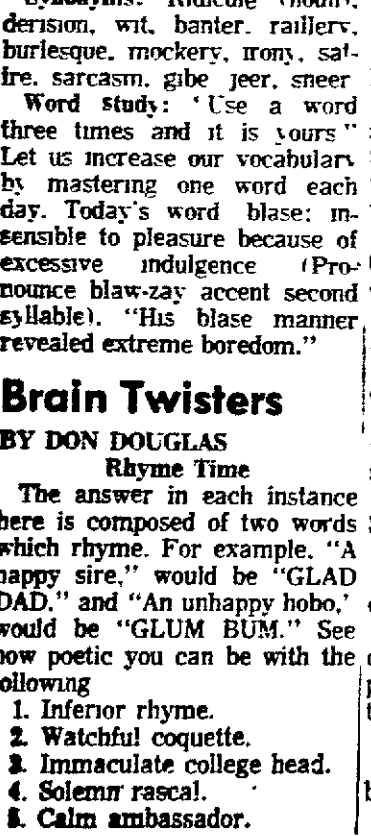 Synonyms: Ridicule (noun),
derision, wit, banter, raillery,
burlesque, mockery, irony, sat-
ire, sarcasm, gibe jeer, sneer
Word study: 'Use a word
three times and it is yours"
Let us increase our vocabulary
by mastering one word each
day. Today's word blase: in-
sensible to pleasure because of
excessive indulgence (Pro-
nounce blaw-zay accent second
syllable). "His blase manner
revealed extreme boredom."
Brain Twisters
BY DON DOUGLAS
Rhyme Time
The answer in each instance
here is composed of two words
which rhyme. For example, "A
happy sire," would be "GLAD
DAD," and "An unhappy hobo,'
would be "GLUM BUM." See
how poetic you can be with the
following
1. Inferior rhyme.
2. Watchful coquette.
3. Immaculate college head.
4. Solemn rascal.
5. Calm ambassador.